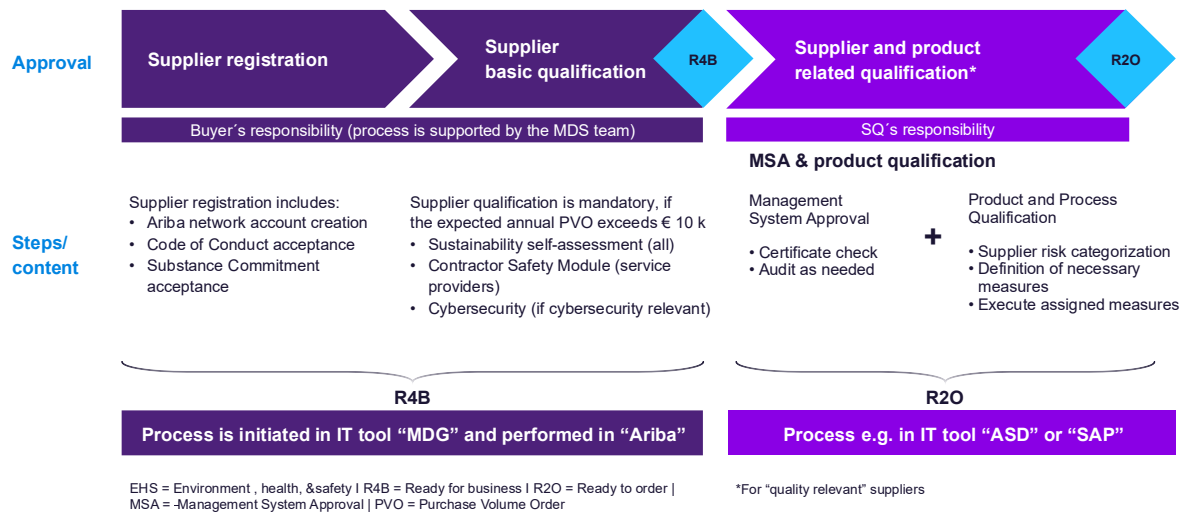 Approval
Supplier registration
Supplier
basic qualification
R4B
Supplier and product
related qualification*
R2O
Buyer´s responsibility (process is supported by the MDS team)
SQ´s responsibility
MSA & product qualification
Steps/
content
Supplier registration includes:
• Ariba network account creation
• Code of Conduct acceptance
• Substance Commitment
acceptance
Supplier qualification is mandatory, if
the expected annual PVO exceeds € 10 k
• Sustainability self-assessment (all)
• Contractor Safety Module (service
providers)
• Cybersecurity (if cybersecurity relevant)
Management
System Approval
• Certificate check
• Audit as needed
+
Product and Process
Qualification
• Supplier risk categorization
• Definition of necessary
measures
• Execute assigned measures
R4B
R2O
Process is initiated in IT tool “MDG” and performed in “Ariba”
Process e.g. in IT tool “ASD” or “SAP”
EHS = Environment , health, &safety I R4B = Ready for business I R2O = Ready to order |
MSA = -Management System Approval | PVO = Purchase Volume Order
*For “quality relevant” suppliers